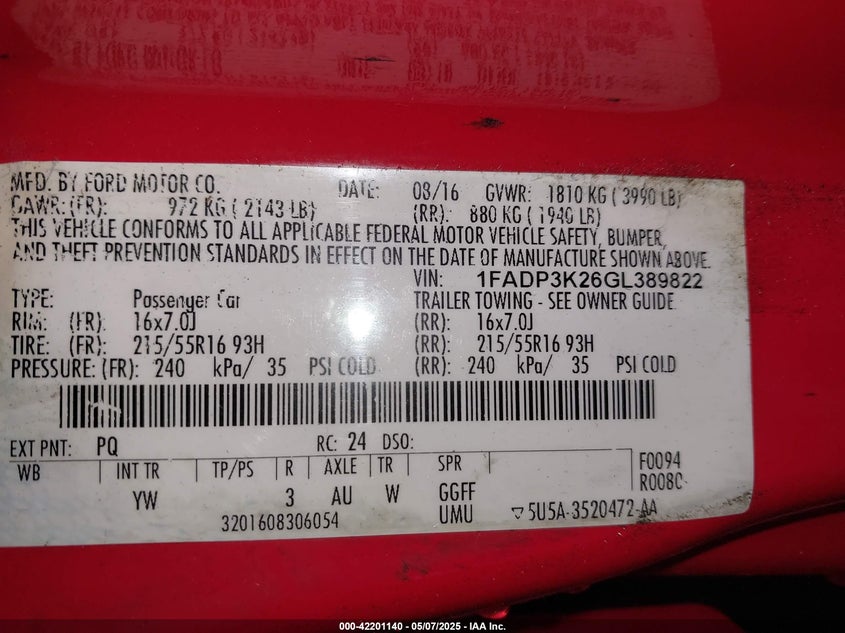 MFD. BY FORD MOTOR CO. DATE: 08/16 GVWR: 1810 KG ( 3990 LB)
GAWR: (FR): 972 KG ( 2143 LB) (RR): 880 KG ( 1940 LB)
THIS VEHICLE CONFORMS TO ALL APPLICABLE FEDERAL MOTOR VEHICLE SAFETY, BUMPER,
AND THEFT PREVENTION STANDARDS IN EFFECT ON THE DATE OF MANUFACTURE SHOWN ABOVE.
VIN: 1FADP3K26GL389822
TYPE: Passenger Car TRAILER TOWING - SEE OWNER GUIDE
RIM: (FR): 16x7.0J (RR): 16x7.0J
TIRE: (FR): 215/55R16 93H (RR): 215/55R16 93H
PRESSURE: (FR): 240 kPa/ 35 PSI COLD (RR): 240 kPa/ 35 PSI COLD
EXT PNT: PQ RC: 24 DSO:
WB INT TR TP/PS R AXLE TR SPR F0094
YW 3 AU W GGFF R0080
3201608306054 UMU ▽5U5A-3520472-AA
000-42201140 - 05/07/2025 - IAA Inc.